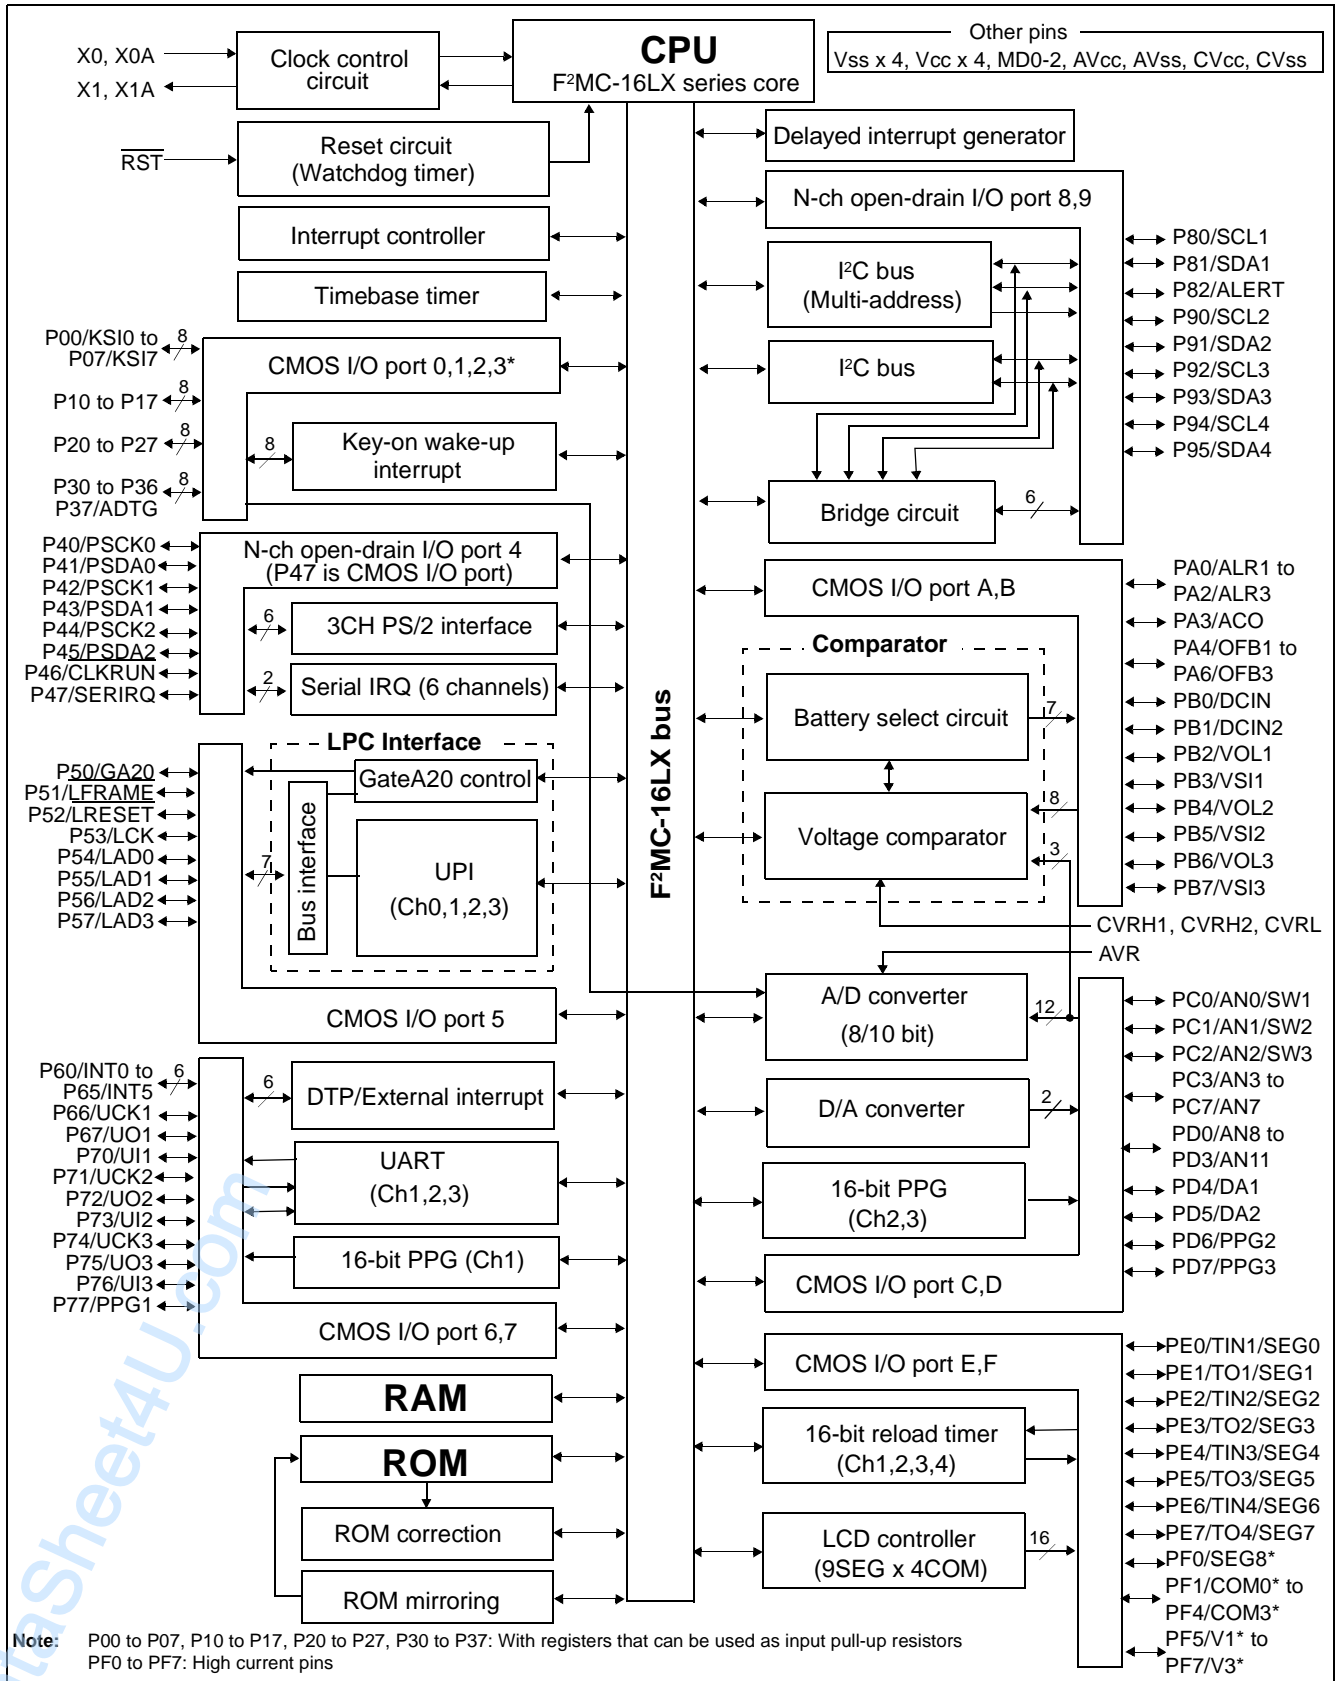 X0, X0A
X1, X1A
Clock control
circuit
CPU
F²MC-16LX series core
Other pins
Vss x 4, Vcc x 4, MD0-2, AVcc, AVss, CVcc, CVss
RST
Reset circuit
(Watchdog timer)
Interrupt controller
Timebase timer
P00/KSI0 to
P07/KSI7
8
P10 to P17
8
P20 to P27
8
P30 to P36
P37/ADTG
8
CMOS I/O port 0,1,2,3*
8
Key-on wake-up
interrupt
P40/PSCK0
P41/PSDA0
P42/PSCK1
P43/PSDA1
P44/PSCK2
P45/PSDA2
P46/CLKRUN
P47/SERIRQ
N-ch open-drain I/O port 4
(P47 is CMOS I/O port)
6
3CH PS/2 interface
2
Serial IRQ (6 channels)
P50/GA20
P51/LFRAME
P52/LRESET
P53/LCK
P54/LAD0
P55/LAD1
P56/LAD2
P57/LAD3
LPC Interface
GateA20 control
7
Bus interface
UPI
(Ch0,1,2,3)
CMOS I/O port 5
P60/INT0 to
P65/INT5
6
P66/UCK1
P67/UO1
P70/UI1
P71/UCK2
P72/UO2
P73/UI2
P74/UCK3
P75/UO3
P76/UI3
P77/PPG1
6
DTP/External interrupt
UART
(Ch1,2,3)
16-bit PPG (Ch1)
CMOS I/O port 6,7
RAM
ROM
ROM correction
ROM mirroring
F²MC-16LX bus
Delayed interrupt generator
N-ch open-drain I/O port 8,9
I²C bus
(Multi-address)
I²C bus
Bridge circuit
6
P80/SCL1
P81/SDA1
P82/ALERT
P90/SCL2
P91/SDA2
P92/SCL3
P93/SDA3
P94/SCL4
P95/SDA4
CMOS I/O port A,B
Comparator
Battery select circuit
7
Voltage comparator
8
3
PA0/ALR1 to
PA2/ALR3
PA3/ACO
PA4/OFB1 to
PA6/OFB3
PB0/DCIN
PB1/DCIN2
PB2/VOL1
PB3/VSI1
PB4/VOL2
PB5/VSI2
PB6/VOL3
PB7/VSI3
CVRH1, CVRH2, CVRL
AVR
A/D converter
(8/10 bit)
12
D/A converter
2
16-bit PPG
(Ch2,3)
CMOS I/O port C,D
PC0/AN0/SW1
PC1/AN1/SW2
PC2/AN2/SW3
PC3/AN3 to
PC7/AN7
PD0/AN8 to
PD3/AN11
PD4/DA1
PD5/DA2
PD6/PPG2
PD7/PPG3
CMOS I/O port E,F
16-bit reload timer
(Ch1,2,3,4)
LCD controller
(9SEG x 4COM)
16
PE0/TIN1/SEG0
PE1/TO1/SEG1
PE2/TIN2/SEG2
PE3/TO2/SEG3
PE4/TIN3/SEG4
PE5/TO3/SEG5
PE6/TIN4/SEG6
PE7/TO4/SEG7
PF0/SEG8*
PF1/COM0* to
PF4/COM3*
PF5/V1* to
PF7/V3*
Note: P00 to P07, P10 to P17, P20 to P27, P30 to P37: With registers that can be used as input pull-up resistors
PF0 to PF7: High current pins
ataSheet4U.com